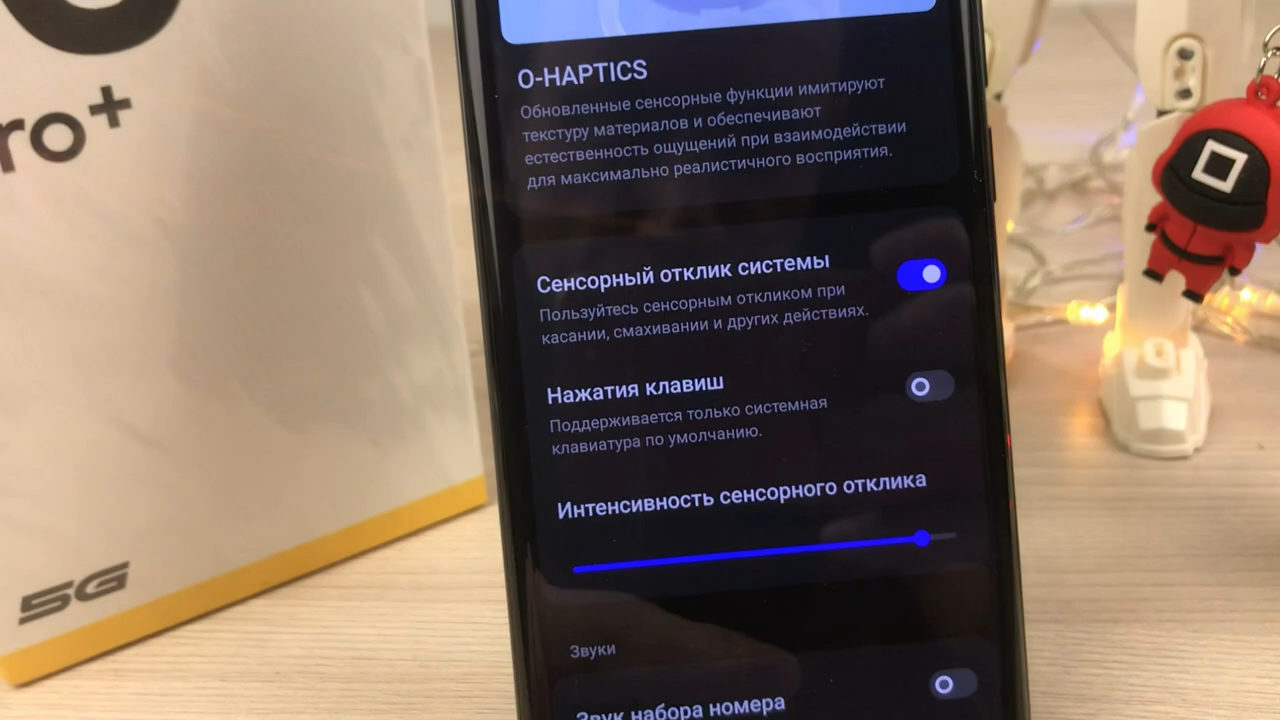 ro+
5G
O-HAPTICS
Обновленные сенсорные функции имитируют
текстуру материалов и обеспечивают
естественность ощущений при взаимодействии
для максимально реалистичного восприятия.
Сенсорный отклик системы
Пользуйтесь сенсорным откликом при
касании, смахивании и других действиях.
Нажатия клавиш
Поддерживается только системная
клавиатура по умолчанию.
Интенсивность сенсорного отклика
Звуки
Звук набора номера